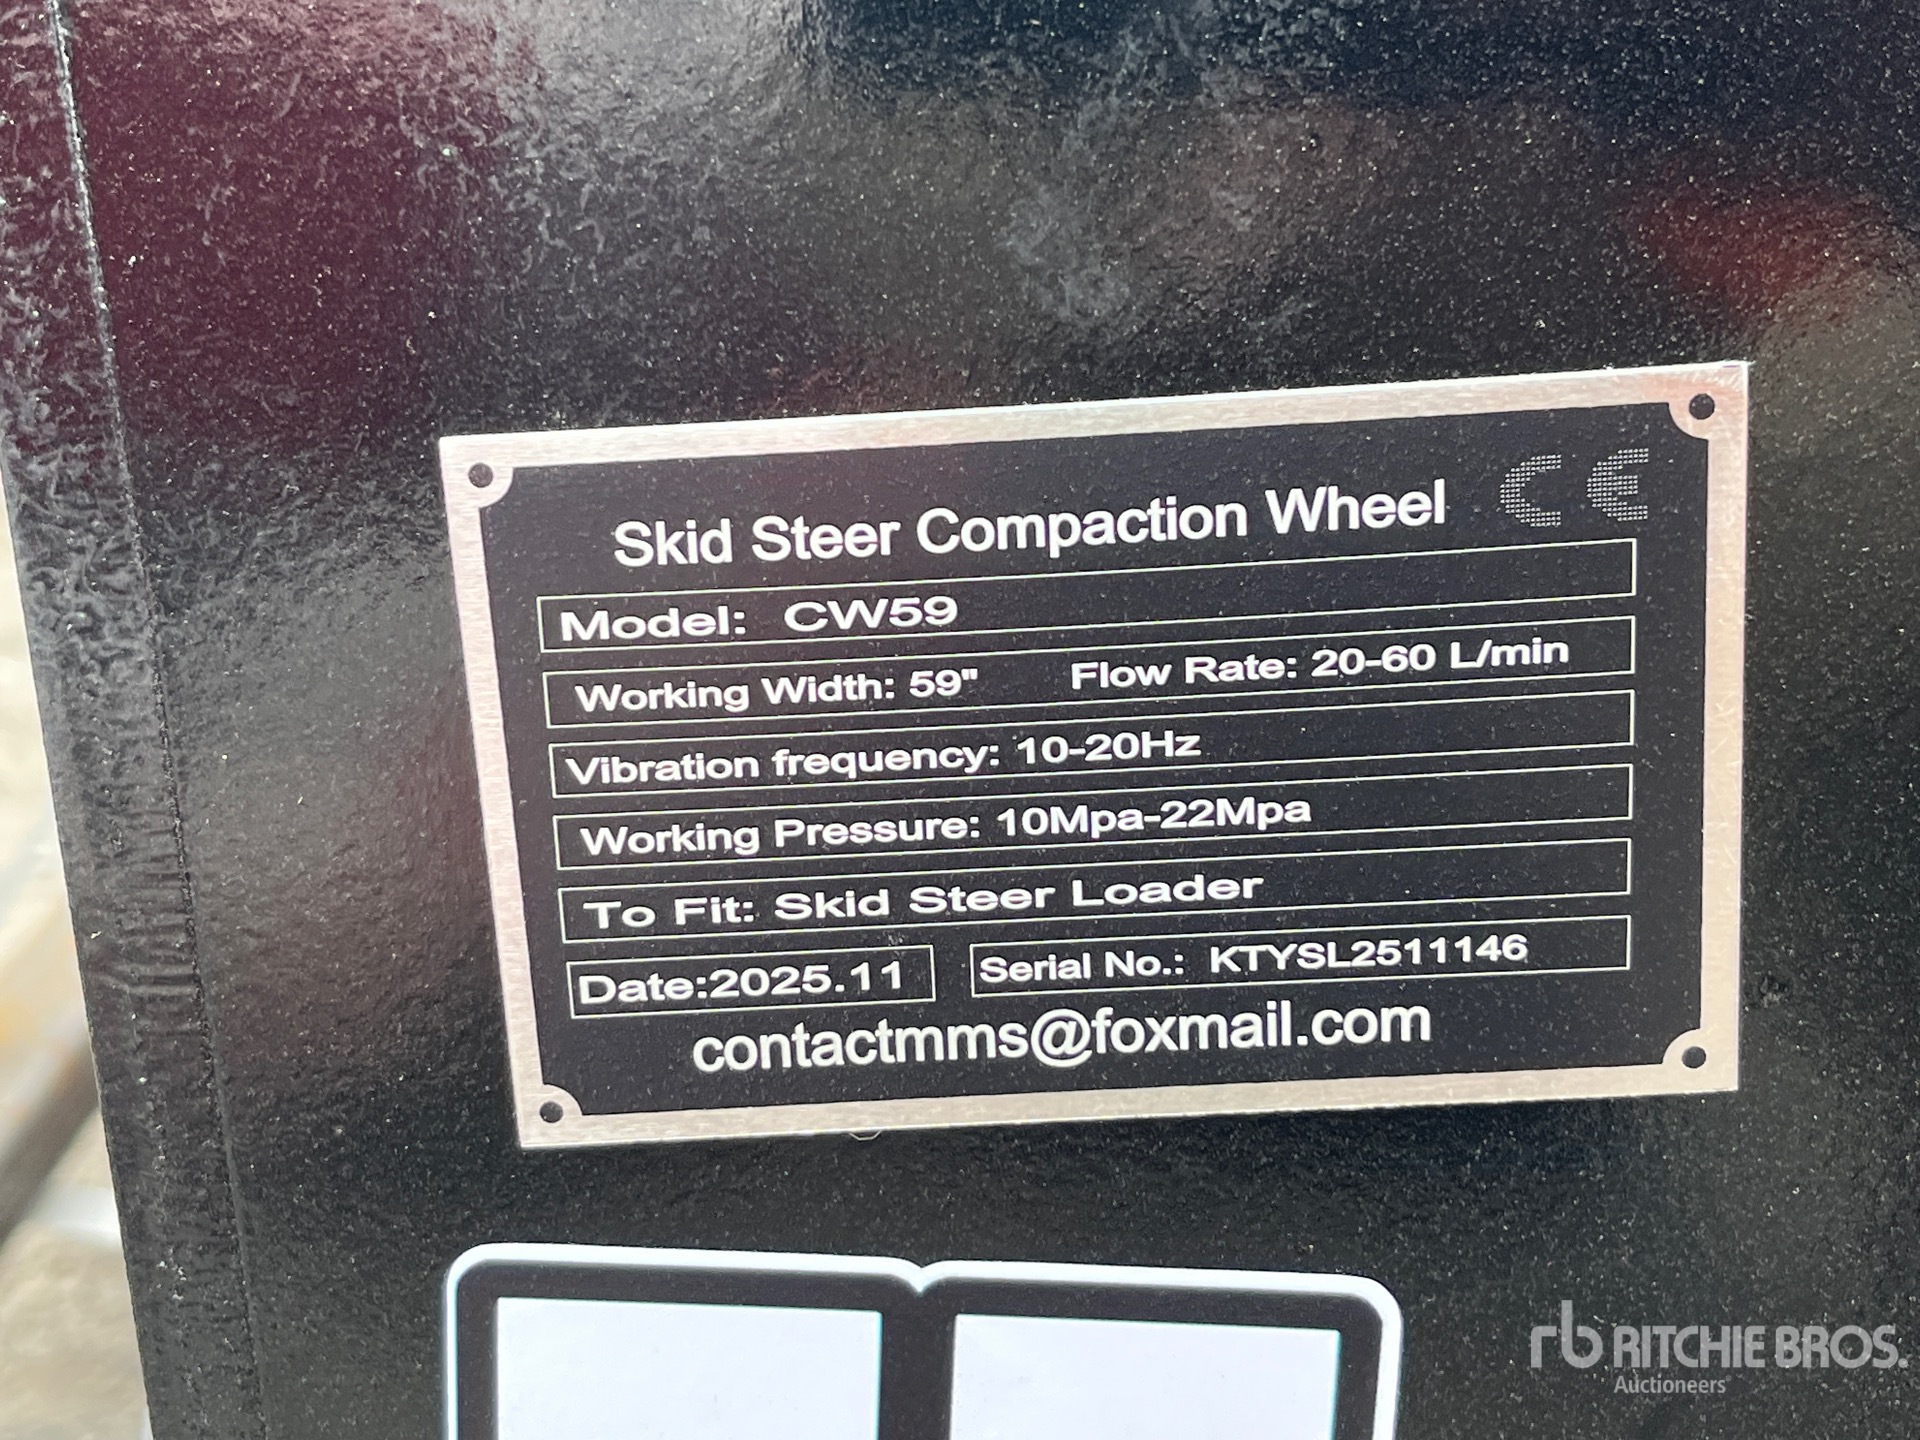 Skid Steer Compaction Wheel CE
Model: CW59
Working Width: 59" Flow Rate: 20-60 L/min
Vibration frequency: 10-20Hz
Working Pressure: 10Mpa-22Mpa
To Fit: Skid Steer Loader
Date:2025.11 Serial No.: KTYSL2511146
contactmms@foxmail.com
rb RITCHIE BROS.
Auctioneers